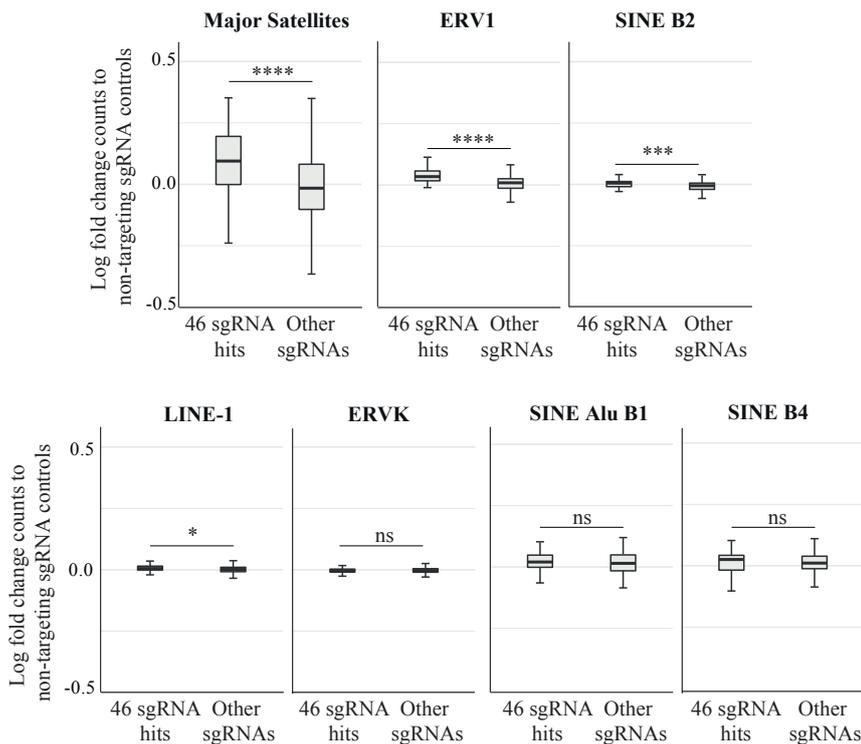 Major Satellites
ERV1
SINE B2
Log fold change counts to
non-targeting sgRNA controls
0.5
0.0
-0.5
****
****
***
46 sgRNA
hits
Other
sgRNAs
46 sgRNA
hits
Other
sgRNAs
46 sgRNA
hits
Other
sgRNAs
LINE-1
ERVK
SINE Alu B1
SINE B4
Log fold change counts to
non-targeting sgRNA controls
0.5
0.0
-0.5
*
ns
ns
ns
46 sgRNA
hits
Other
sgRNAs
46 sgRNA
hits
Other
sgRNAs
46 sgRNA
hits
Other
sgRNAs
46 sgRNA
hits
Other
sgRNAs